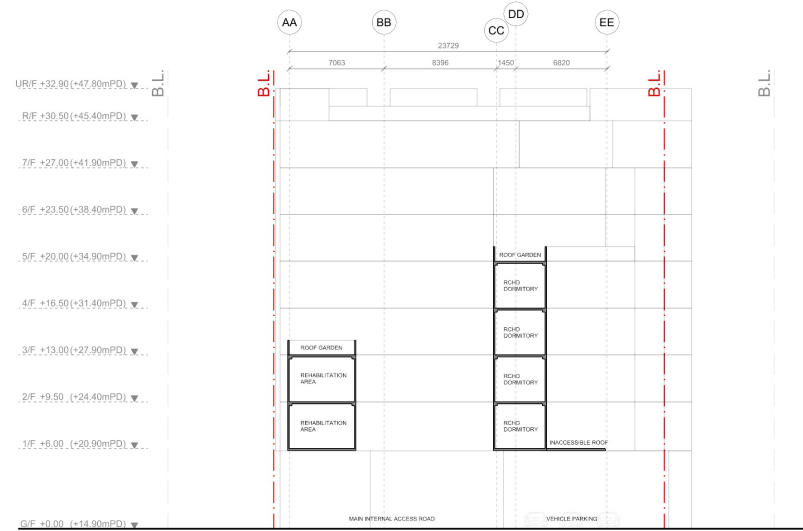 AA
BB
CC
DD
EE
23729
7063
8396
1450
6820
B.L.
B.L.
B.L.
B.L.
UR/F +32.90 (+47.80mPD)
R/F +30.50 (+45.40mPD)
7/F +27.00 (+41.90mPD)
6/F +23.50 (+38.40mPD)
5/F +20.00 (+34.90mPD)
ROOF GARDEN
RCHD
DORMITORY
4/F +16.50 (+31.40mPD)
RCHD
DORMITORY
3/F +13.00 (+27.90mPD)
ROOF GARDEN
REHABILITATION
AREA
RCHD
DORMITORY
2/F +9.50 (+24.40mPD)
REHABILITATION
AREA
RCHD
DORMITORY
INACCESSIBLE ROOF
1/F +6.00 (+20.90mPD)
MAIN INTERNAL ACCESS ROAD
VEHICLE PARKING
G/F +0.00 (+14.90mPD)